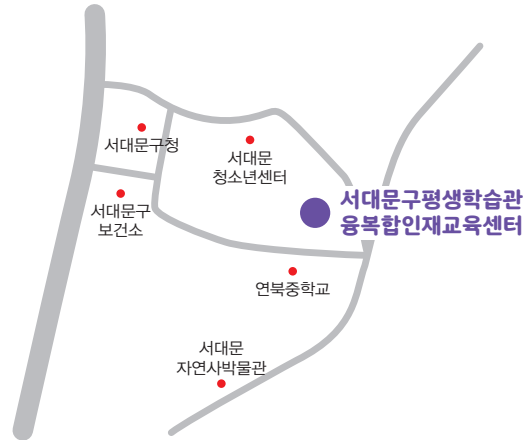 서대문구청
서대문
청소년센터
서대문구평생학습관
융복합인재교육센터
서대문구
보건소
연북중학교
서대문
자연사박물관